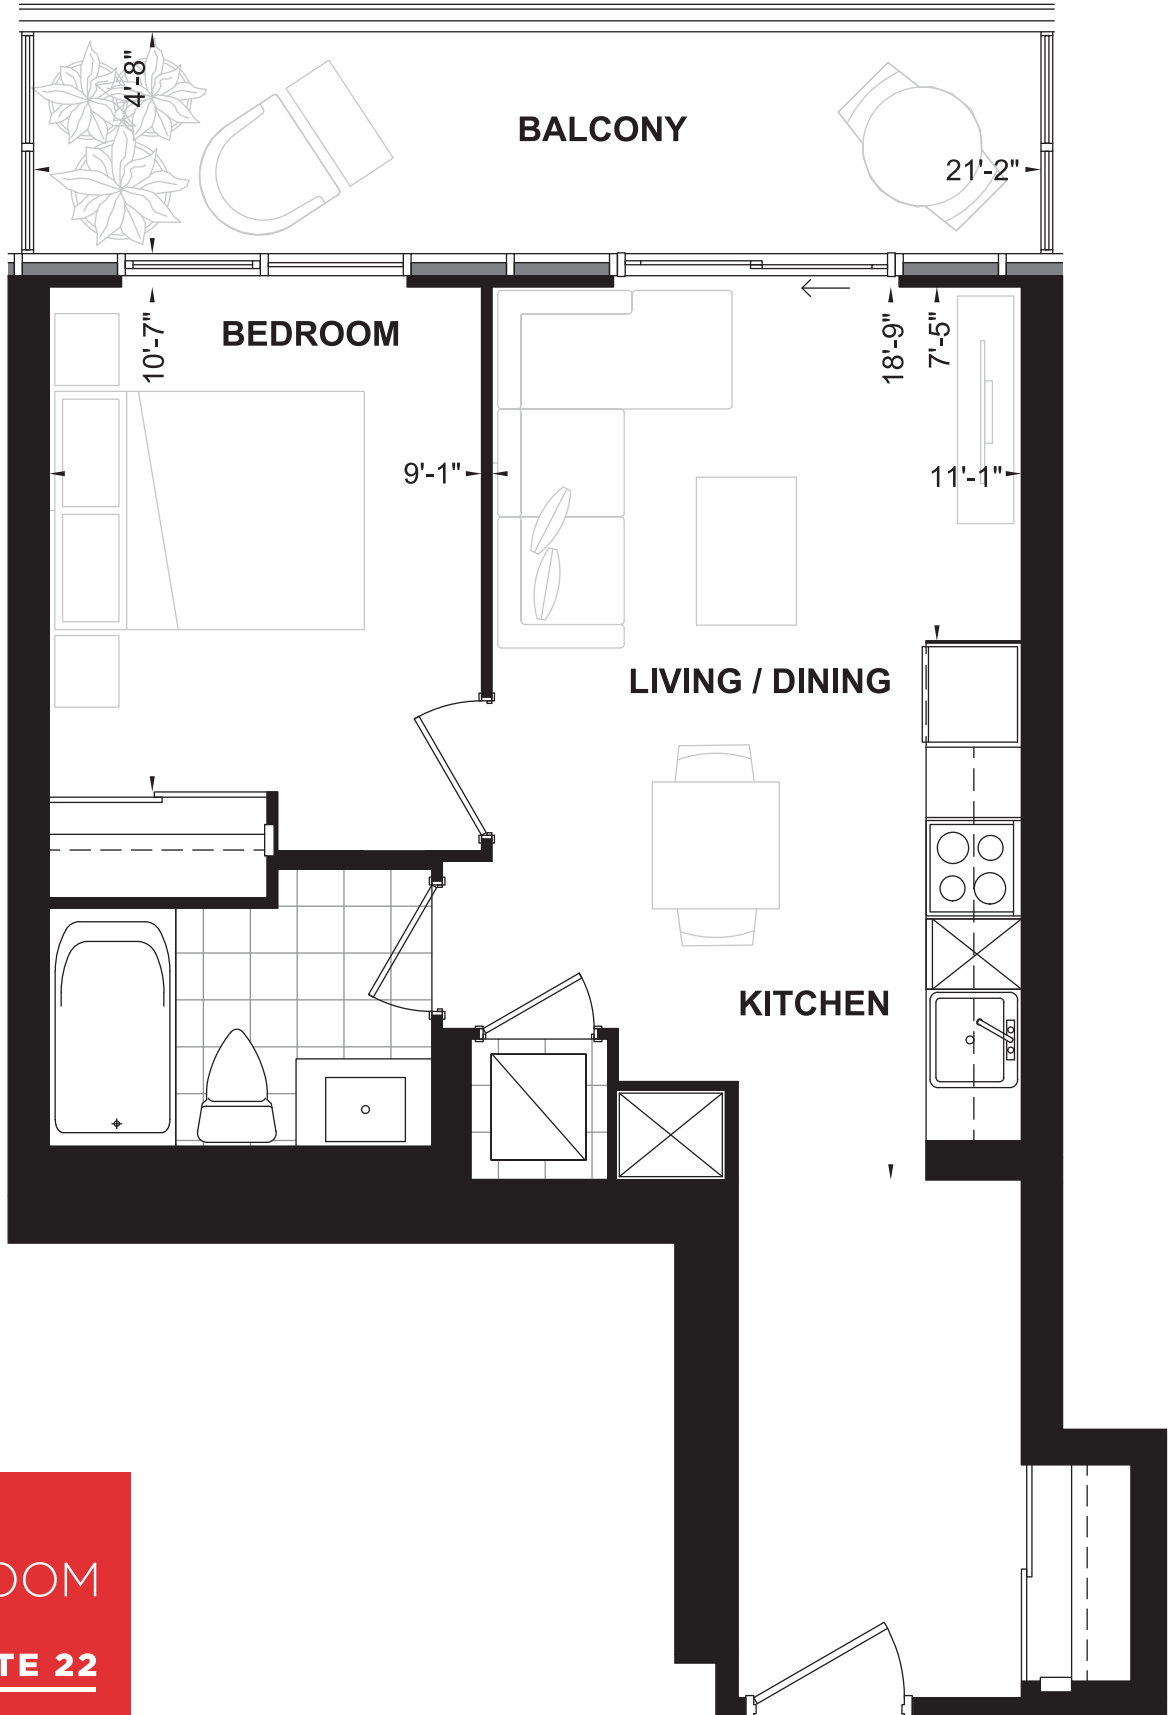 4'-8"
BALCONY
21'-2"
BEDROOM
10'-7"
18'-9"
7'-5"
9'-1"
11'-1"
LIVING / DINING
KITCHEN
OOM
TE 22